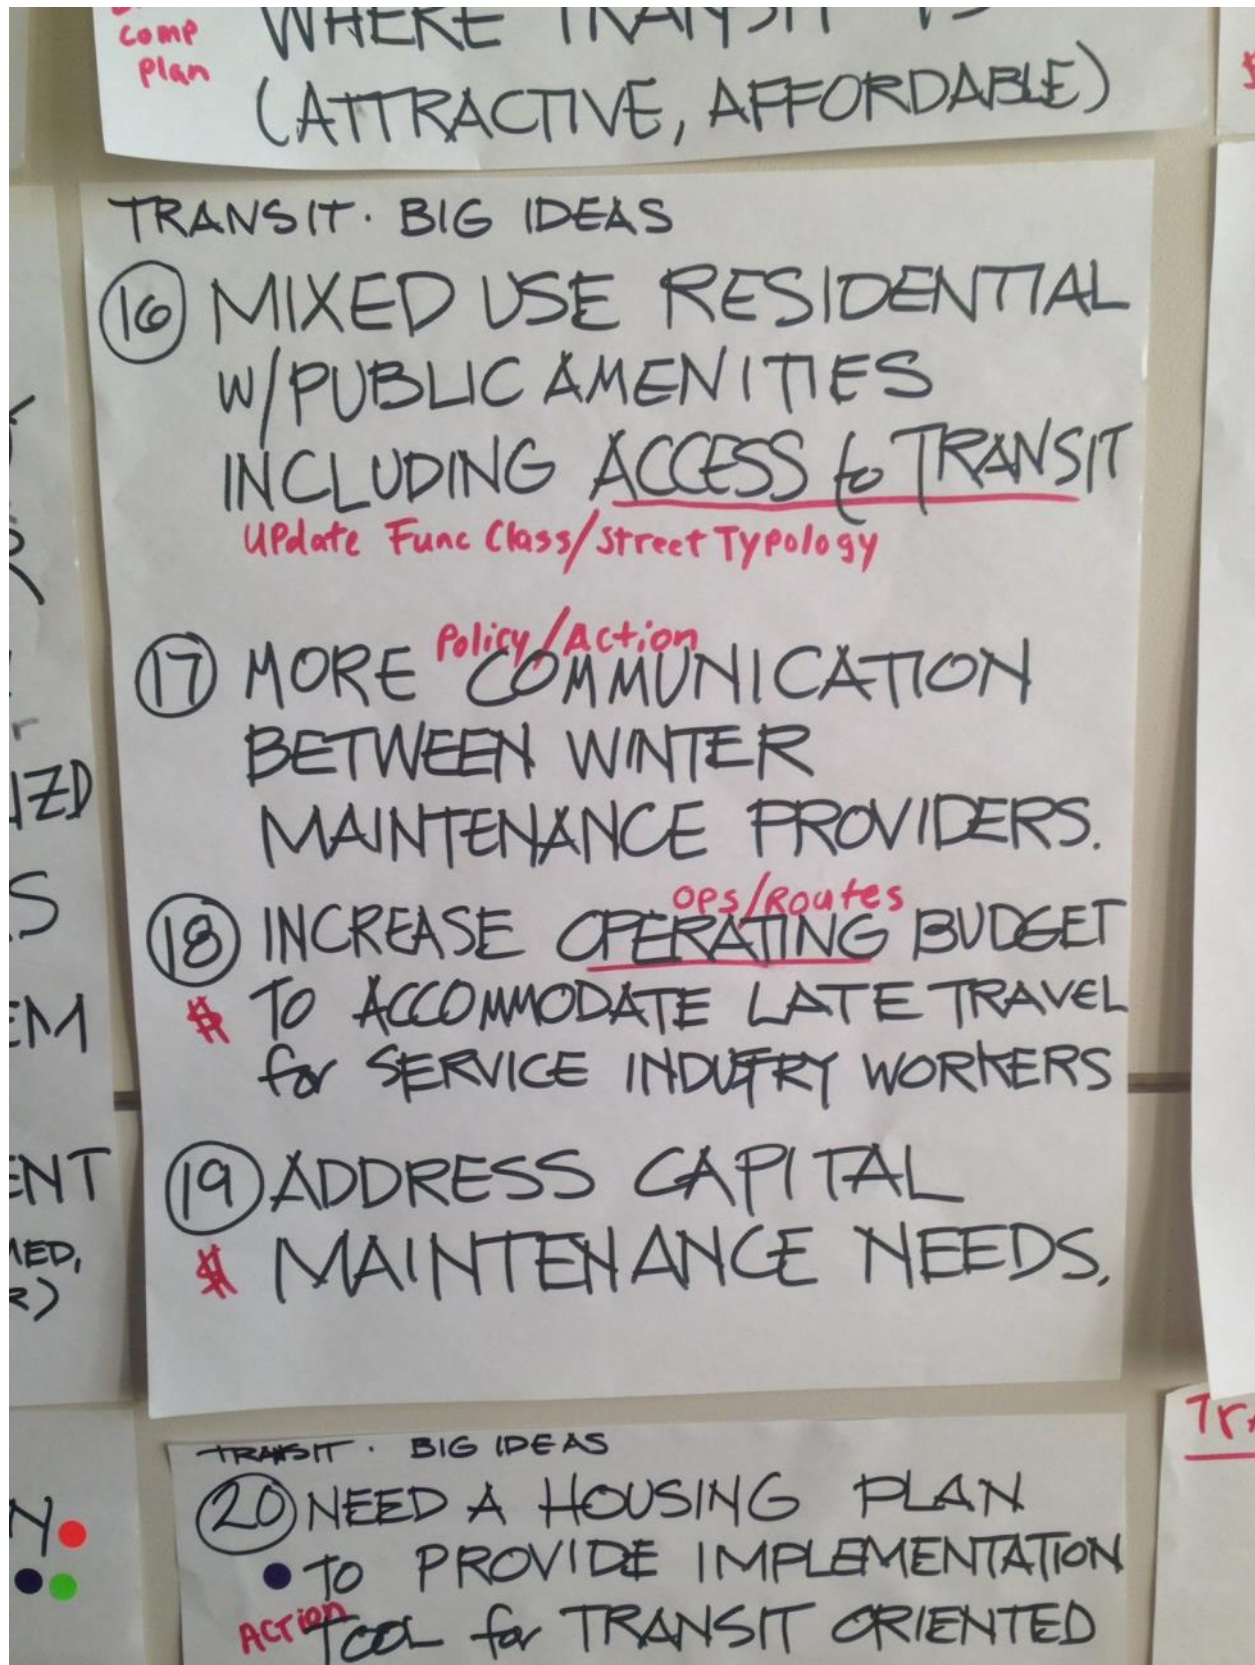 comp
plan
WHERE TRANSIT IS
(ATTRACTIVE, AFFORDABLE)
TRANSIT · BIG IDEAS
16 MIXED USE RESIDENTIAL
W/PUBLIC AMENITIES
INCLUDING ACCESS to TRANSIT
Update Func Class/Street Typology
Policy/Action
17 MORE COMMUNICATION
BETWEEN WINTER
MAINTENANCE PROVIDERS.
Ops/Routes
18 INCREASE OPERATING BUDGET
$ TO ACCOMMODATE LATE TRAVEL
for SERVICE INDUSTRY WORKERS
19 ADDRESS CAPITAL
$ MAINTENANCE NEEDS.
TRANSIT · BIG IDEAS
20 NEED A HOUSING PLAN
TO PROVIDE IMPLEMENTATION
ACTION
TOOL for TRANSIT ORIENTED